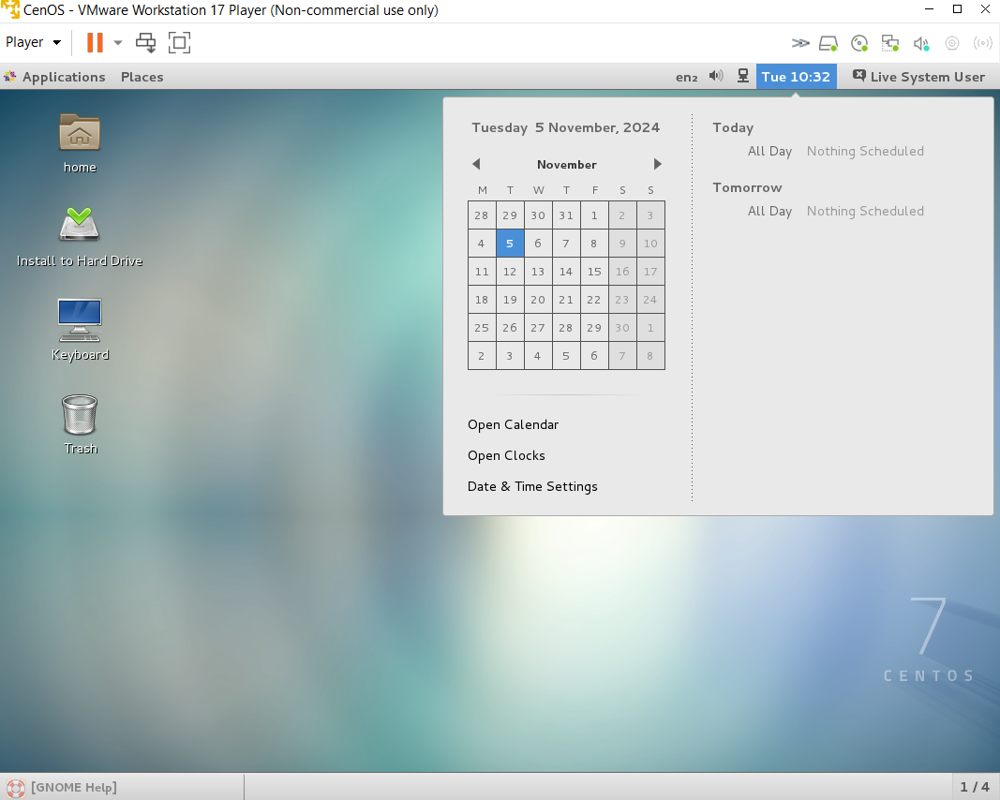 CenOS - VMware Workstation 17 Player (Non-commercial use only)
Player
Applications Places en₂ Tue 10:32 Live System User
home
Install to Hard Drive
Keyboard
Trash
Tuesday 5 November, 2024
November
M T W T F S S
28 29 30 31 1 2 3
4 5 6 7 8 9 10
11 12 13 14 15 16 17
18 19 20 21 22 23 24
25 26 27 28 29 30 1
2 3 4 5 6 7 8
Open Calendar
Open Clocks
Date & Time Settings
Today
All Day Nothing Scheduled
Tomorrow
All Day Nothing Scheduled
7
CENTOS
[GNOME Help] 1 / 4